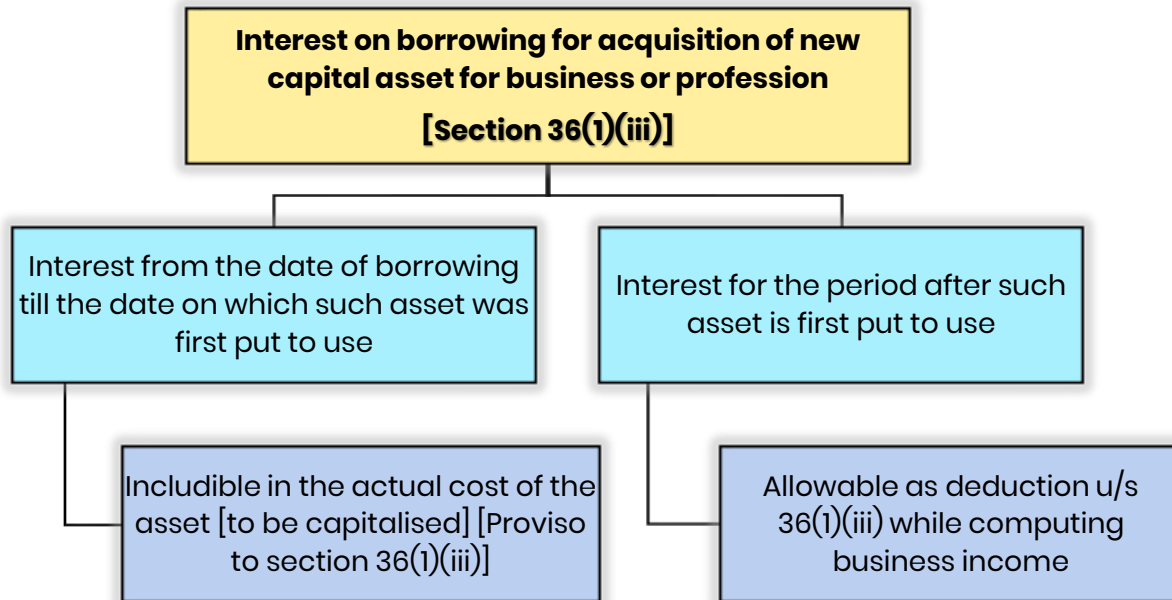 Interest on borrowing for acquisition of new
capital asset for business or profession
[Section 36(1)(iii)]
Interest from the date of borrowing
till the date on which such asset was
first put to use
Interest for the period after such
asset is first put to use
Includible in the actual cost of the
asset [to be capitalised] [Proviso
to section 36(1)(iii)]
Allowable as deduction u/s
36(1)(iii) while computing
business income